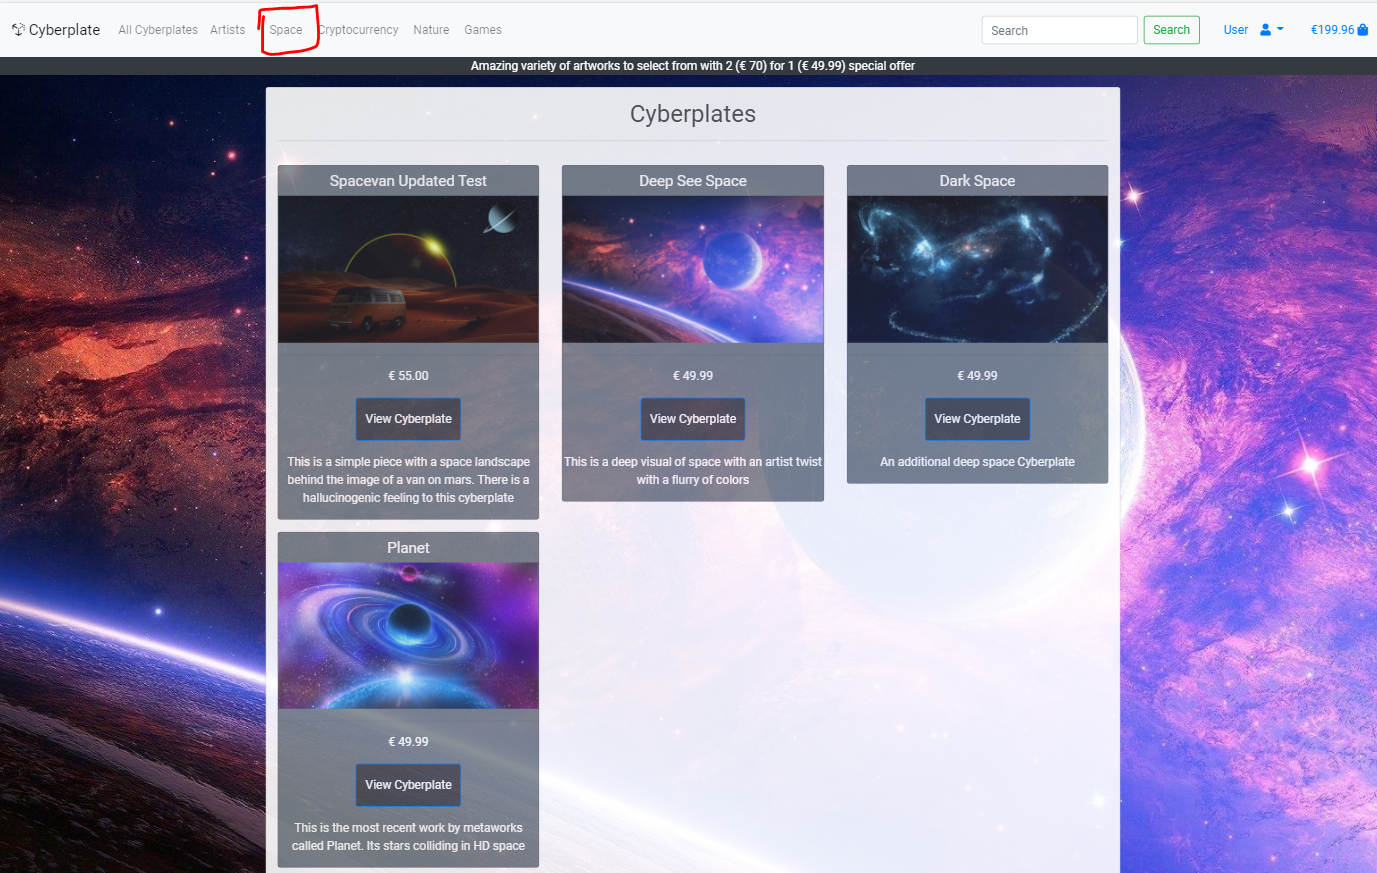 Cyberplate All Cyberplates Artists Space Cryptocurrency Nature Games Search Search User €199.96
Amazing variety of artworks to select from with 2 (€ 70) for 1 (€ 49.99) special offer
Cyberplates
Spacevan Updated Test
€ 55.00
View Cyberplate
This is a simple piece with a space landscape
behind the image of a van on mars. There is a
hallucinogenic feeling to this cyberplate
Deep See Space
€ 49.99
View Cyberplate
This is a deep visual of space with an artist twist
with a flurry of colors
Dark Space
€ 49.99
View Cyberplate
An additional deep space Cyberplate
Planet
€ 49.99
View Cyberplate
This is the most recent work by metaworks
called Planet. Its stars colliding in HD space